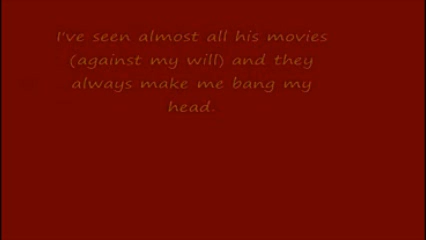 I've seen almost all his movies
(against my will) and they
always make me bang my
head.